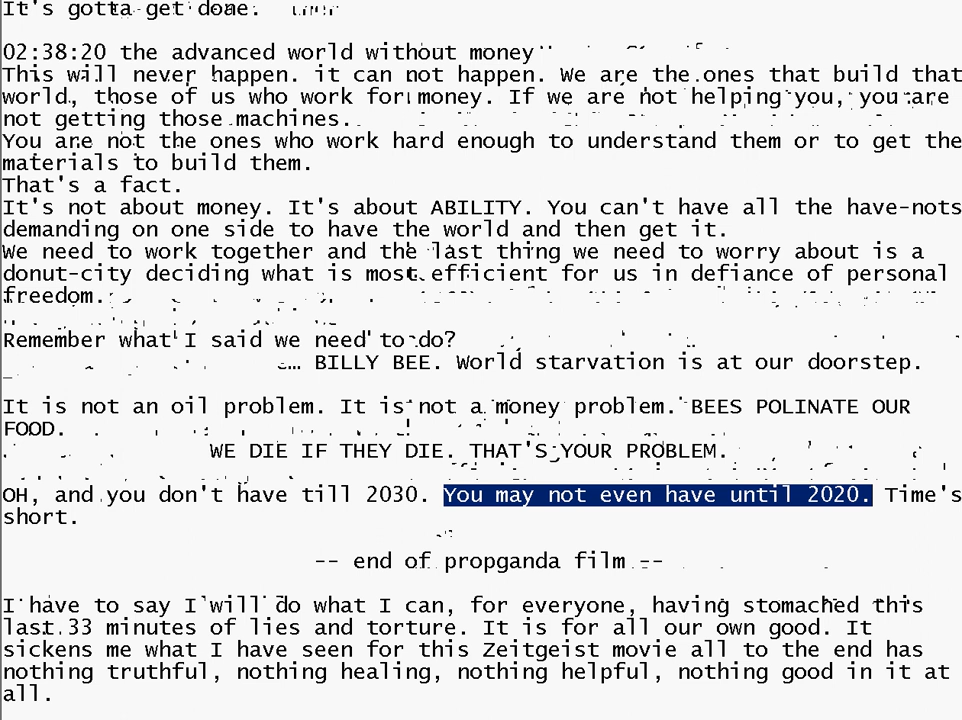 It's gotta get done.
02:38:20 the advanced world without money
This will never happen. it can not happen. We are the ones that build that
world, those of us who work for money. If we are not helping you, you are
not getting those machines.
You are not the ones who work hard enough to understand them or to get the
materials to build them.
That's a fact.
It's not about money. It's about ABILITY. You can't have all the have-nots
demanding on one side to have the world and then get it.
We need to work together and the last thing we need to worry about is a
donut-city deciding what is most efficient for us in defiance of personal
freedom.
Remember what I said we need to do?
… BILLY BEE. World starvation is at our doorstep.
It is not an oil problem. It is not a money problem. BEES POLINATE OUR
FOOD.
WE DIE IF THEY DIE. THAT'S YOUR PROBLEM.
OH, and you don't have till 2030. You may not even have until 2020. Time's
short.
-- end of propganda film --
I have to say I will do what I can, for everyone, having stomached this
last 33 minutes of lies and torture. It is for all our own good. It
sickens me what I have seen for this Zeitgeist movie all to the end has
nothing truthful, nothing healing, nothing helpful, nothing good in it at
all.